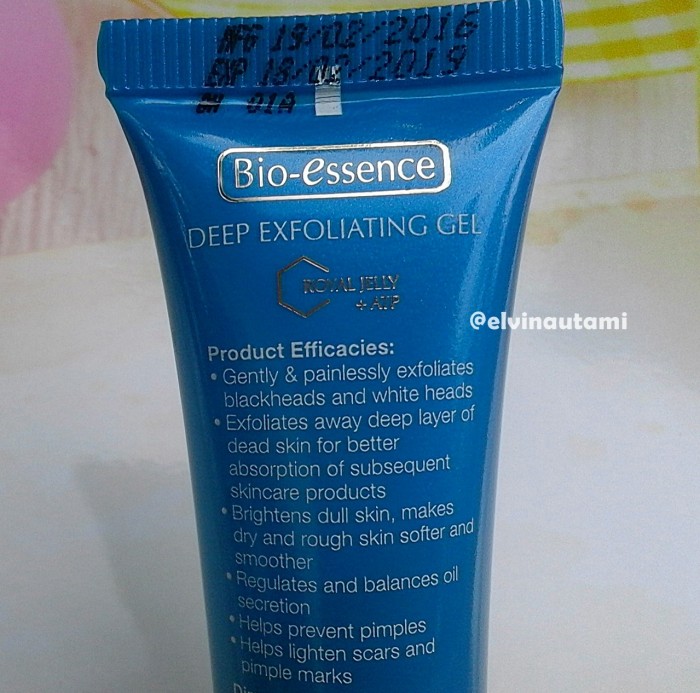 MFG 19/02/2016
EXP 18/02/2019
01A
Bio-essence
DEEP EXFOLIATING GEL
ROYAL JELLY
+ ATP
@elvinautami
Product Efficacies:
• Gently & painlessly exfoliates
blackheads and white heads
• Exfoliates away deep layer of
dead skin for better
absorption of subsequent
skincare products
• Brightens dull skin, makes
dry and rough skin softer and
smoother
• Regulates and balances oil
secretion
• Helps prevent pimples
• Helps lighten scars and
pimple marks